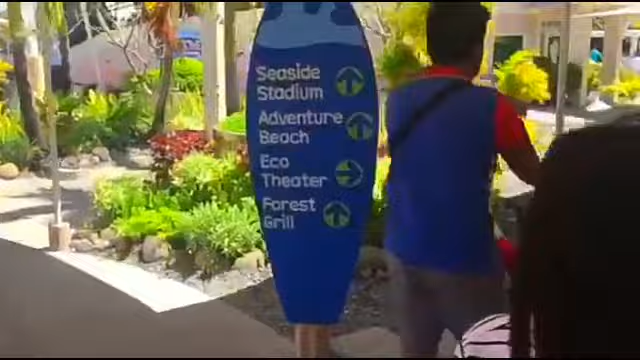 Seaside
Stadium
Adventure
Beach
Eco
Theater
Forest
Grill